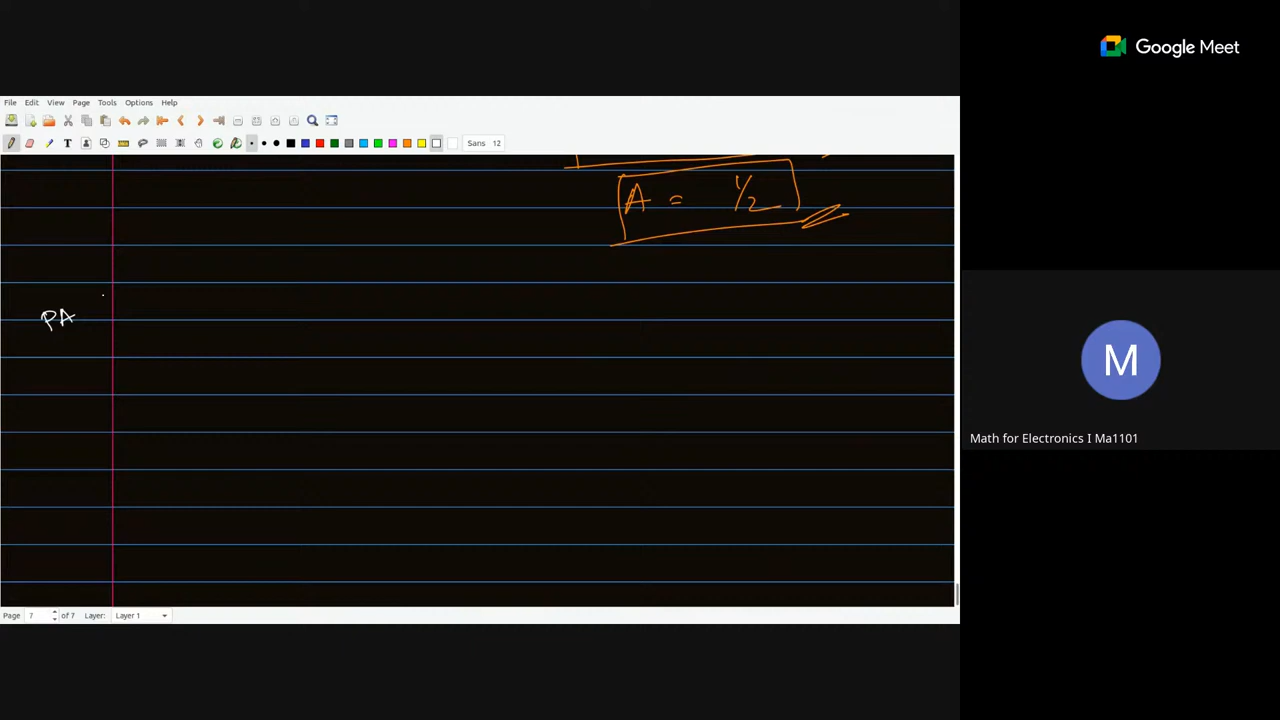 Google Meet
File Edit View Page Tools Options Help
Sans 12
A = 1/2
PA
Math for Electronics I Ma1101
M
Page 7 of 7 Layer: Layer 1